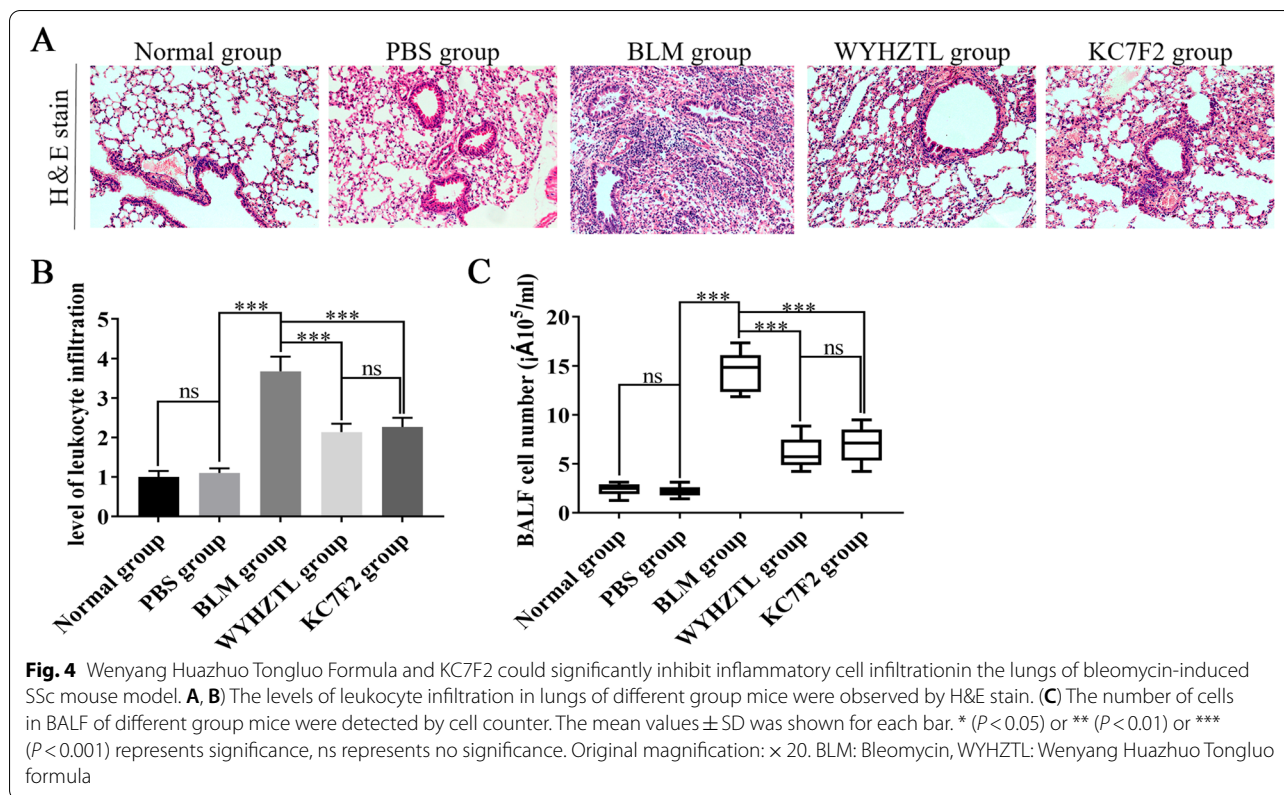 A
Normal group PBS group BLM group WYHZTL group KC7F2 group
H&E stain
B
level of leukocyte infiltration
5
4
3
2
1
0
ns
***
***
***
ns
Normal group
PBS group
BLM group
WYHZTL group
KC7F2 group
C
BALF cell number (¡Á10⁵/ml)
20
15
10
5
0
ns
***
***
***
ns
Normal group
PBS group
BLM group
WYHZTL group
KC7F2 group
Fig. 4 Wenyang Huazhuo Tongluo Formula and KC7F2 could significantly inhibit inflammatory cell infiltrationin the lungs of bleomycin-induced
SSc mouse model. A, B) The levels of leukocyte infiltration in lungs of different group mice were observed by H&E stain. (C) The number of cells
in BALF of different group mice were detected by cell counter. The mean values ± SD was shown for each bar. * (P < 0.05) or ** (P < 0.01) or ***
(P < 0.001) represents significance, ns represents no significance. Original magnification: × 20. BLM: Bleomycin, WYHZTL: Wenyang Huazhuo Tongluo
formula